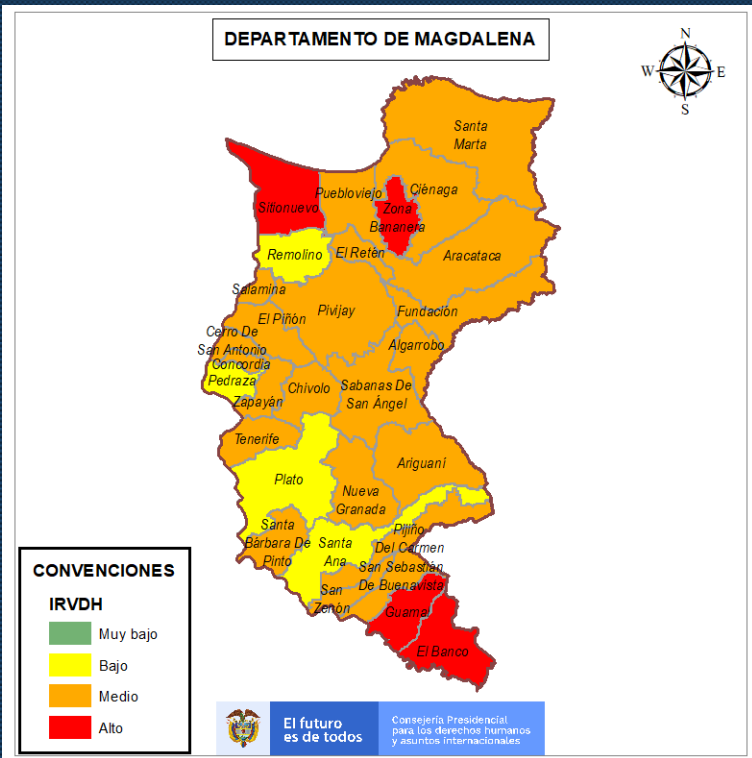 DEPARTAMENTO DE MAGDALENA
N
W
E
S
Santa
Marta
Ciénaga
Puebloviejo
Sitionuevo
Zona
Bananera
Remolino
El Retén
Aracataca
Salamina
Pivijay
Fundación
El Piñón
Cerro De
San Antonio
Algarrobo
Concordia
Pedraza
Chivolo
Sabanas De
San Ángel
Zapayán
Tenerife
Ariguaní
Plato
Nueva
Granada
Santa
Bárbara De
Pinto
Santa
Ana
Pijiño
Del Carmen
San Sebastián
De Buenavista
San
Zenón
Guamal
El Banco
CONVENCIONES
IRVDH
Muy bajo
Bajo
Medio
Alto
El futuro
es de todos
Consejería Presidencial
para los derechos humanos
y asuntos internacionales